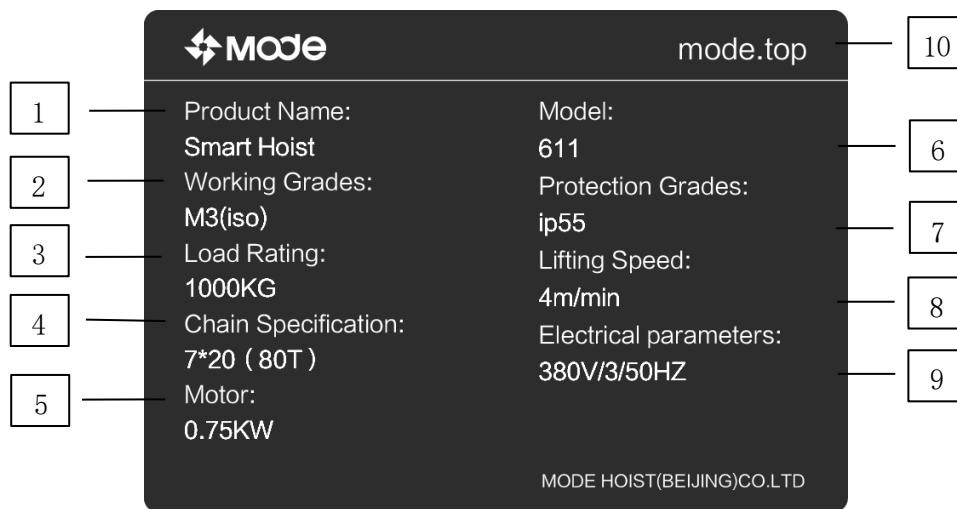 MODE
mode.top
10
1
Product Name:
Smart Hoist
2
Working Grades:
M3(iso)
3
Load Rating:
1000KG
4
Chain Specification:
7*20 ( 80T )
5
Motor:
0.75KW
Model:
611
6
Protection Grades:
ip55
7
Lifting Speed:
4m/min
8
Electrical parameters:
380V/3/50HZ
9
MODE HOIST(BEIJING)CO.LTD